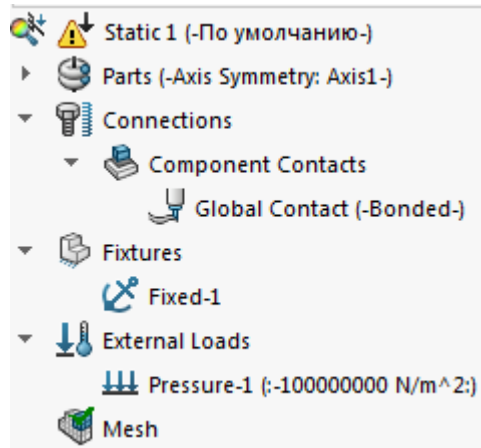 Static 1 (-По умолчанию-)
Parts (-Axis Symmetry: Axis1-)
Connections
Component Contacts
Global Contact (-Bonded-)
Fixtures
Fixed-1
External Loads
Pressure-1 (:-100000000 N/m^2:)
Mesh